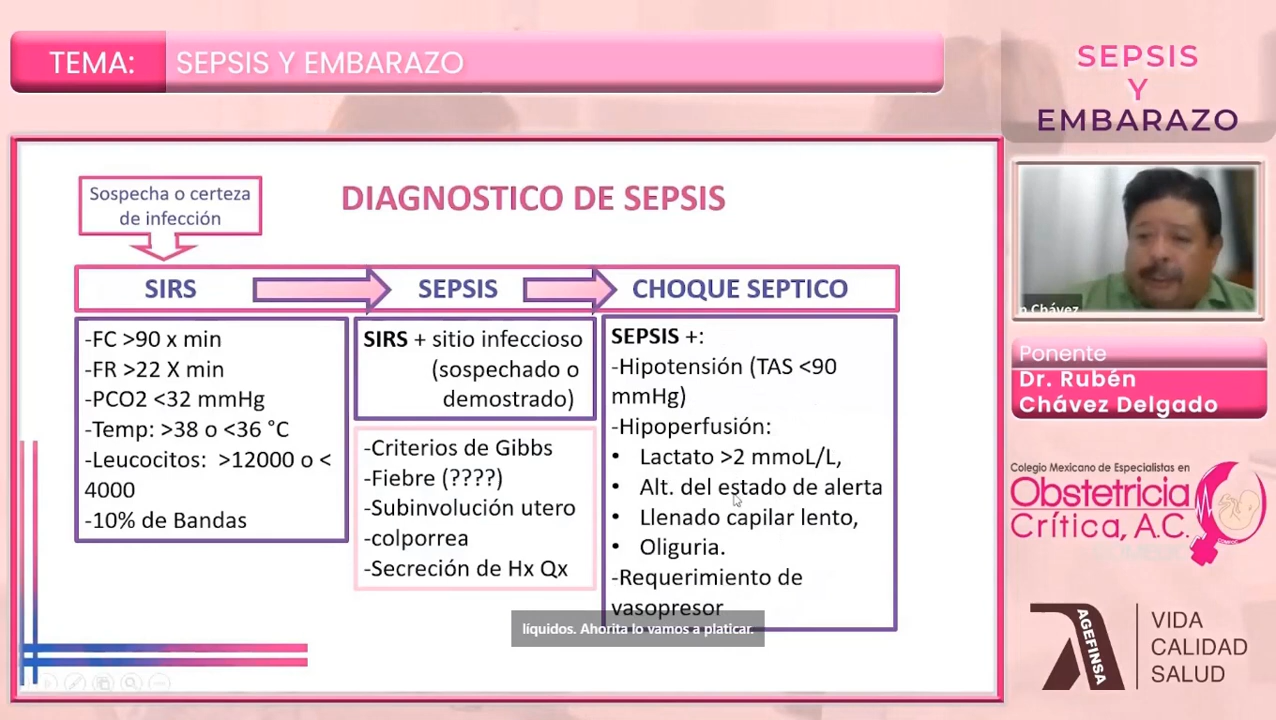 TEMA: SEPSIS Y EMBARAZO
SEPSIS
Y
EMBARAZO
Sospecha o certeza
de infección
DIAGNOSTICO DE SEPSIS
SIRS
SEPSIS
CHOQUE SEPTICO
-FC >90 x min
-FR >22 X min
-PCO2 <32 mmHg
-Temp: >38 o <36 °C
-Leucocitos: >12000 o <
4000
-10% de Bandas
SIRS + sitio infeccioso
(sospechado o
demostrado)
-Criterios de Gibbs
-Fiebre (????)
-Subinvolución utero
-colporrea
-Secreción de Hx Qx
SEPSIS +:
-Hipotensión (TAS <90
mmHg)
-Hipoperfusión:
• Lactato >2 mmoL/L,
• Alt. del estado de alerta
• Llenado capilar lento,
• Oliguria.
-Requerimiento de
vasopresor
líquidos. Ahorita lo vamos a platicar.
Chávez
Ponente
Dr. Rubén
Chávez Delgado
Colegio Mexicano de Especialistas en
Obstetricia
Crítica, A.C.
AGEFINSA
VIDA
CALIDAD
SALUD